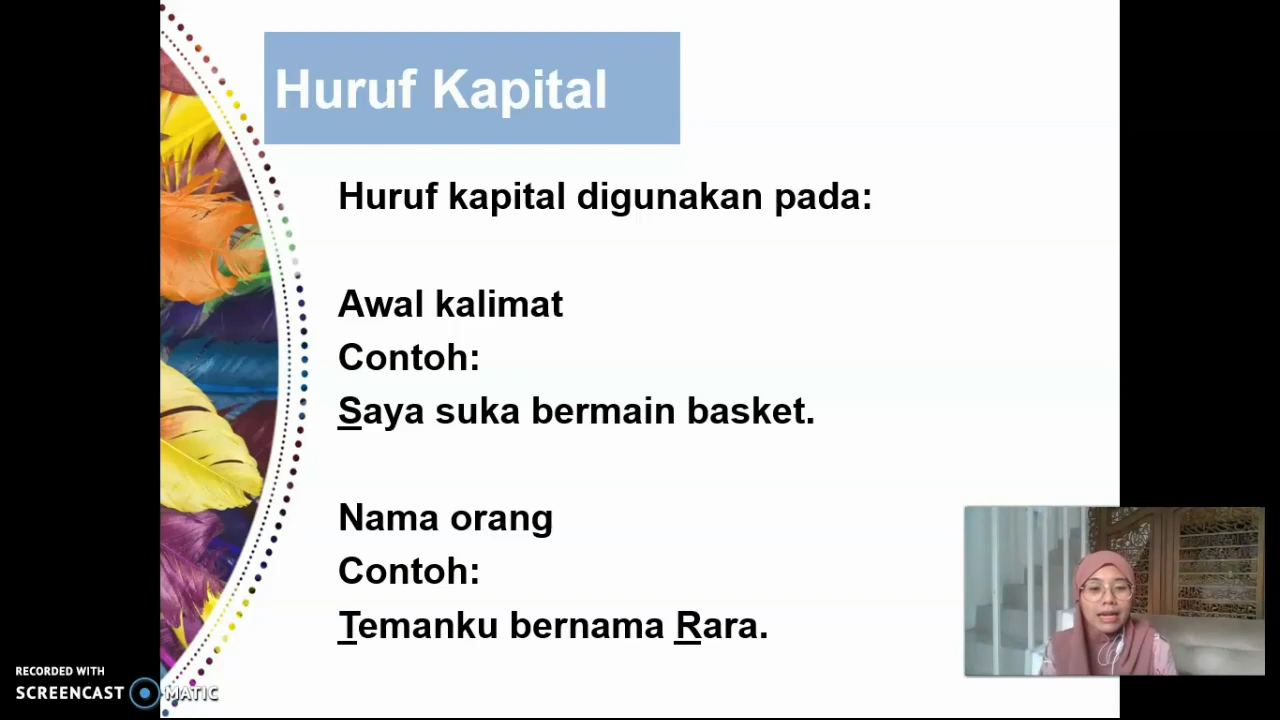 Huruf Kapital
Huruf kapital digunakan pada:
Awal kalimat
Contoh:
Saya suka bermain basket.
Nama orang
Contoh:
Temanku bernama Rara.
RECORDED WITH
SCREENCAST MATIC